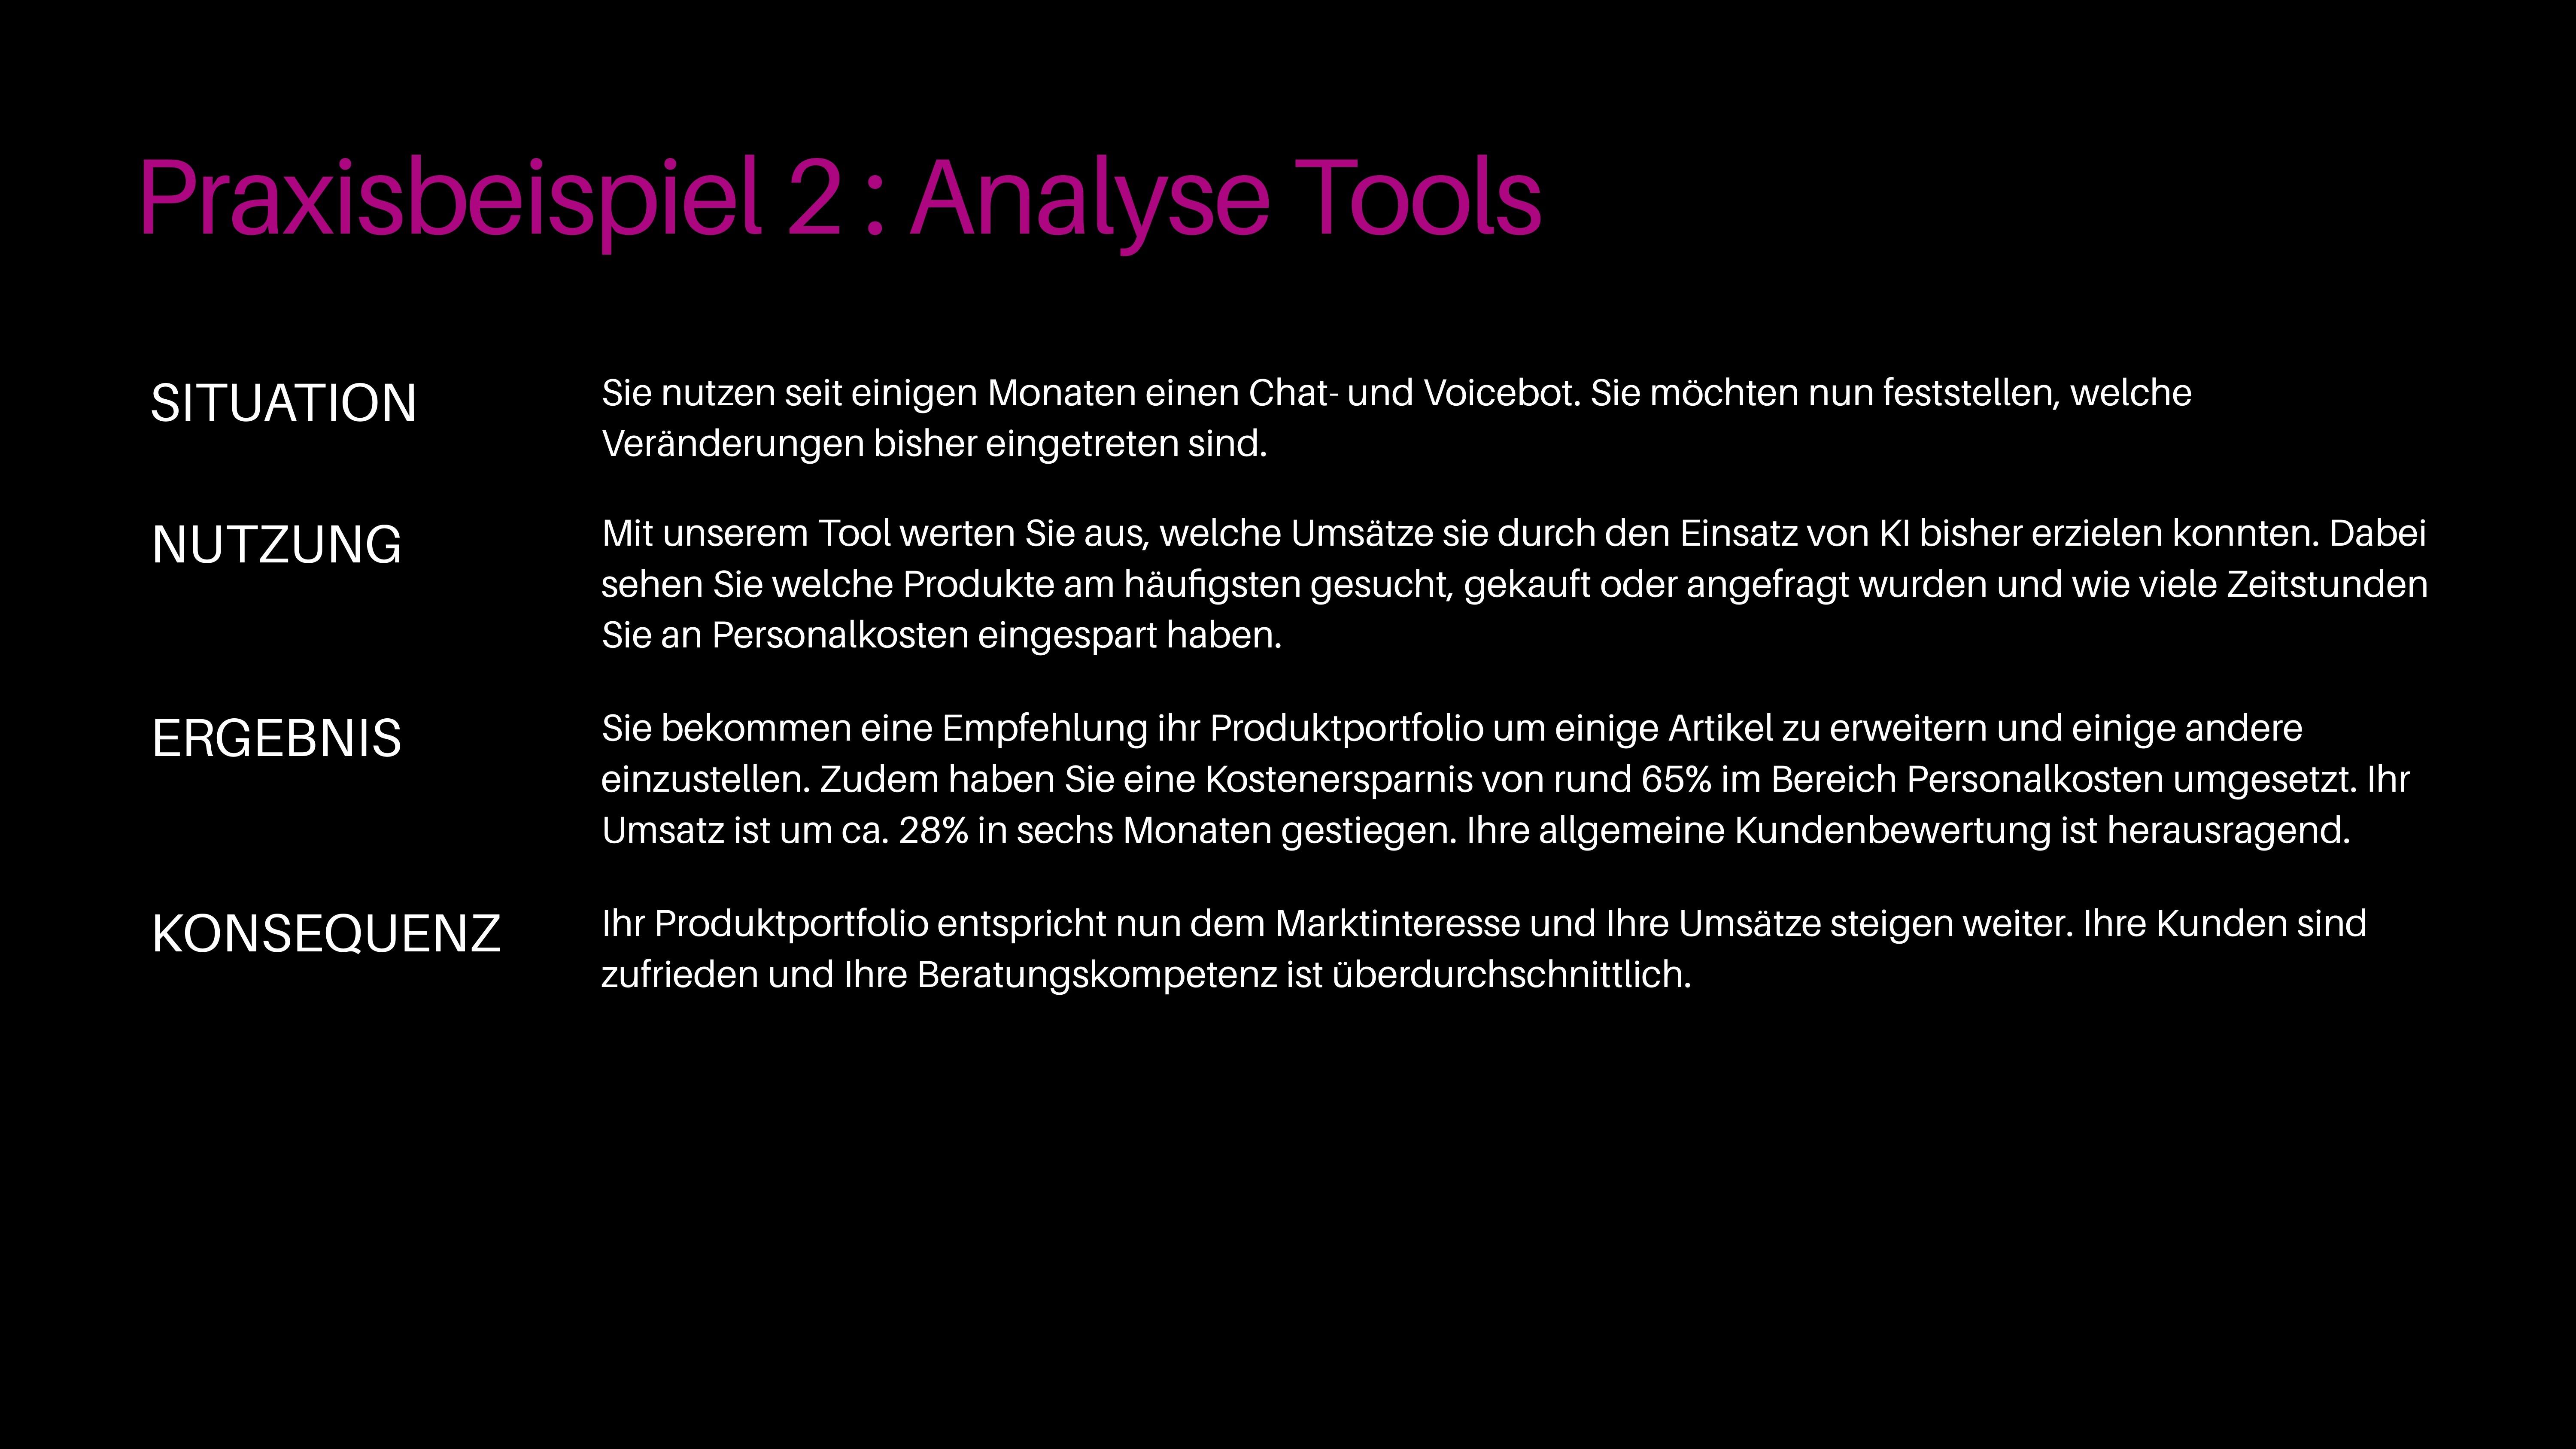 Praxisbeispiel 2 : Analyse Tools
SITUATION
Sie nutzen seit einigen Monaten einen Chat- und Voicebot. Sie möchten nun feststellen, welche
Veränderungen bisher eingetreten sind.
NUTZUNG
Mit unserem Tool werten Sie aus, welche Umsätze sie durch den Einsatz von KI bisher erzielen konnten. Dabei
sehen Sie welche Produkte am häufigsten gesucht, gekauft oder angefragt wurden und wie viele Zeitstunden
Sie an Personalkosten eingespart haben.
ERGEBNIS
Sie bekommen eine Empfehlung ihr Produktportfolio um einige Artikel zu erweitern und einige andere
einzustellen. Zudem haben Sie eine Kostenersparnis von rund 65% im Bereich Personalkosten umgesetzt. Ihr
Umsatz ist um ca. 28% in sechs Monaten gestiegen. Ihre allgemeine Kundenbewertung ist herausragend.
KONSEQUENZ
Ihr Produktportfolio entspricht nun dem Marktinteresse und Ihre Umsätze steigen weiter. Ihre Kunden sind
zufrieden und Ihre Beratungskompetenz ist überdurchschnittlich.